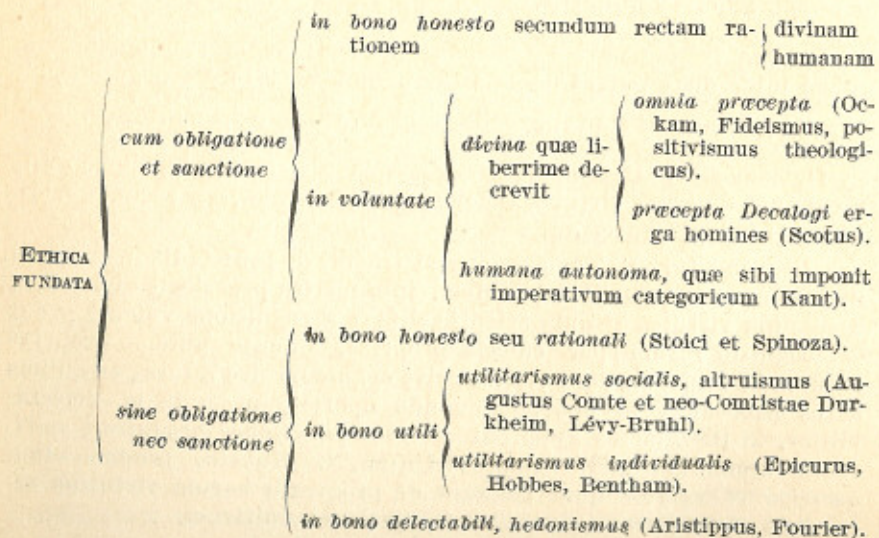 in bono honesto secundum rectam ra- divinam
tionem humanam
cum obligatione
et sanctione
in voluntate
divina quæ li-
berrime de-
crevit
omnia præcepta (Oc-
kam, Fideismus, po-
sitivismus theologi-
cus).
præcepta Decalogi er-
ga homines (Scotus).
humana autonoma, quæ sibi imponit
imperativum categoricum (Kant).
ETHICA
FUNDATA
in bono honesto seu rationali (Stoici et Spinoza).
sine obligatione
nec sanctione
in bono utili
utilitarismus socialis, altruismus (Au-
gustus Comte et neo-Comtistae Dur-
kheim, Lévy-Bruhl).
utilitarismus individualis (Epicurus,
Hobbes, Bentham).
in bono delectabili, hedonismus (Aristippus, Fourier).